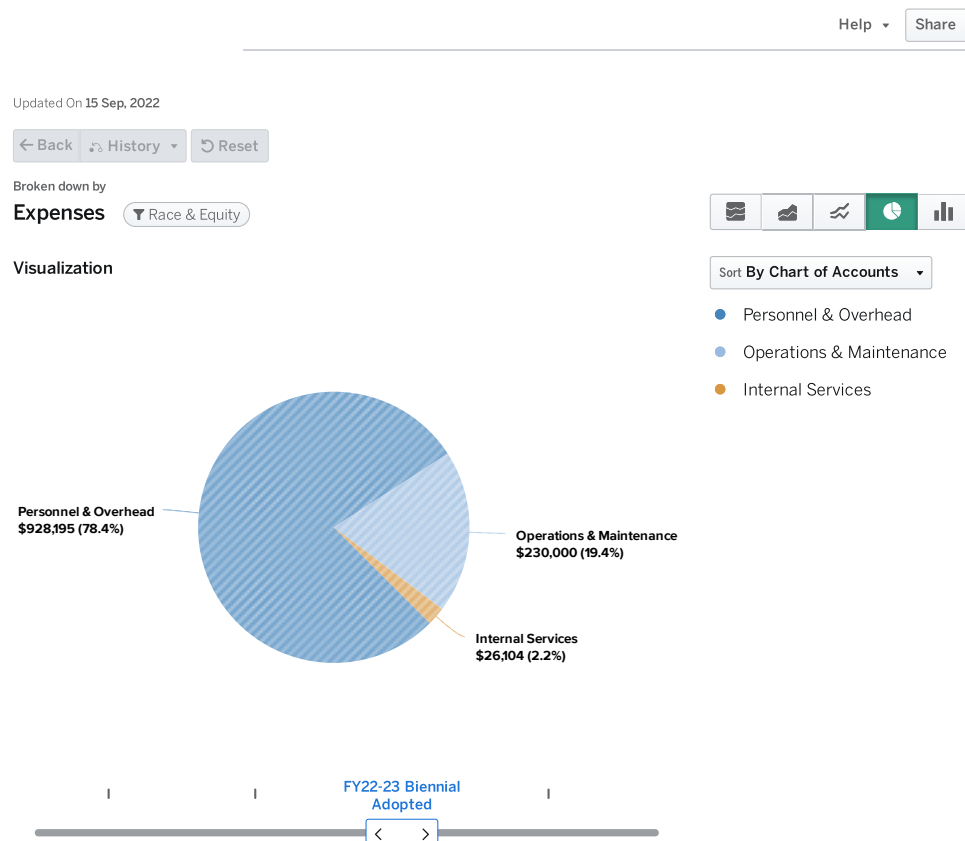 Help
Share
Updated On 15 Sep, 2022
Back
History
Reset
Broken down by
Expenses
Race & Equity
Visualization
Sort By Chart of Accounts
Personnel & Overhead
Operations & Maintenance
Internal Services
Personnel & Overhead
$928,195 (78.4%)
Operations & Maintenance
$230,000 (19.4%)
Internal Services
$26,104 (2.2%)
FY22-23 Biennial
Adopted